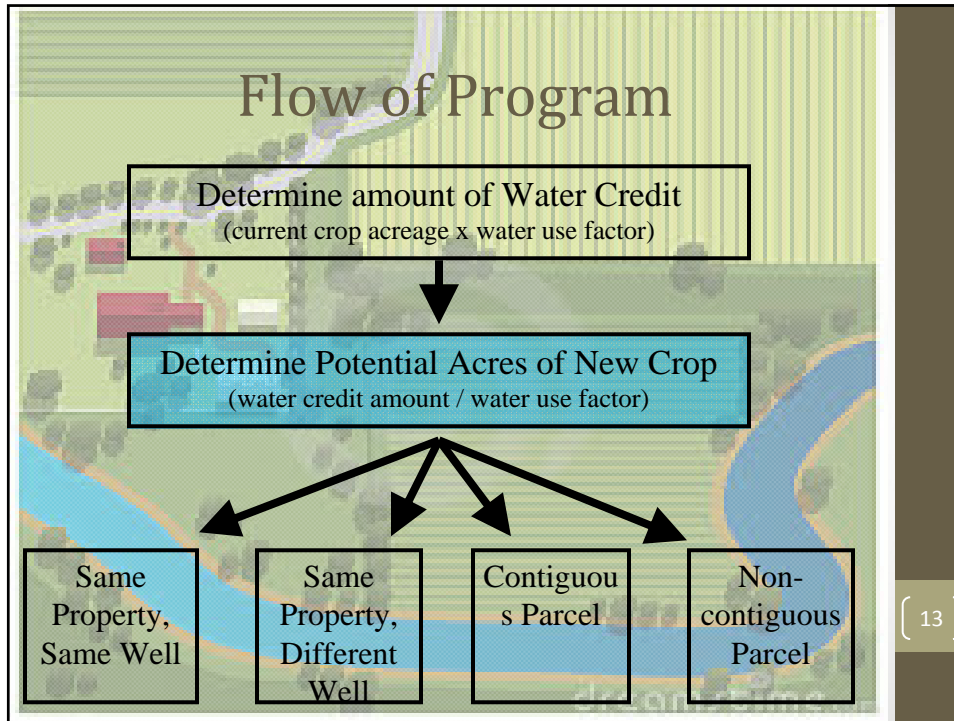 Flow of Program
Determine amount of Water Credit
(current crop acreage x water use factor)
Determine Potential Acres of New Crop
(water credit amount / water use factor)
Same
Property,
Same Well
Same
Property,
Different
Well
Contiguou
s Parcel
Non-
contiguous
Parcel
13
dreamstime